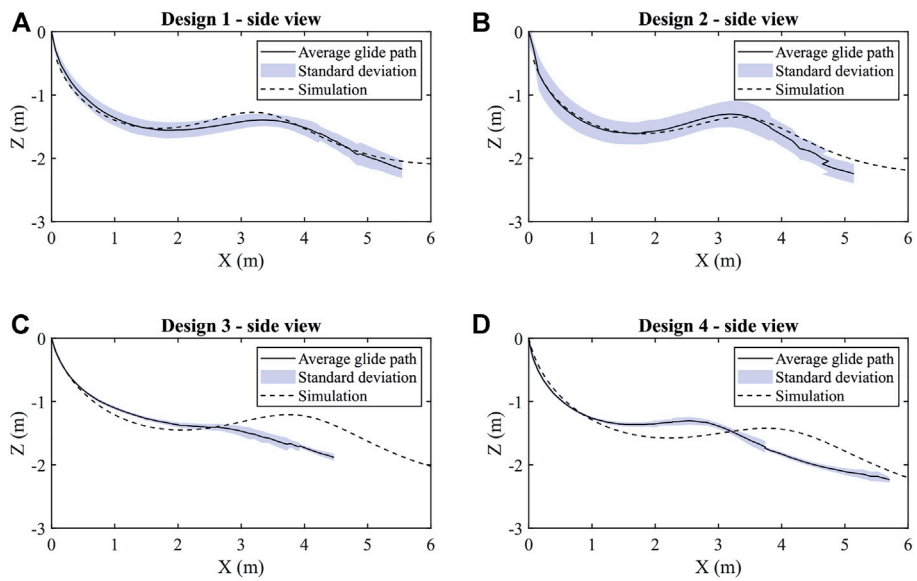 A
Design 1 - side view
0
-1
-2
-3
Z (m)
Average glide path
Standard deviation
Simulation
0 1 2 3 4 5 6
X (m)
B
Design 2 - side view
0
-1
-2
-3
Z (m)
Average glide path
Standard deviation
Simulation
0 1 2 3 4 5 6
X (m)
C
Design 3 - side view
0
-1
-2
-3
Z (m)
Average glide path
Standard deviation
Simulation
0 1 2 3 4 5 6
X (m)
D
Design 4 - side view
0
-1
-2
-3
Z (m)
Average glide path
Standard deviation
Simulation
0 1 2 3 4 5 6
X (m)